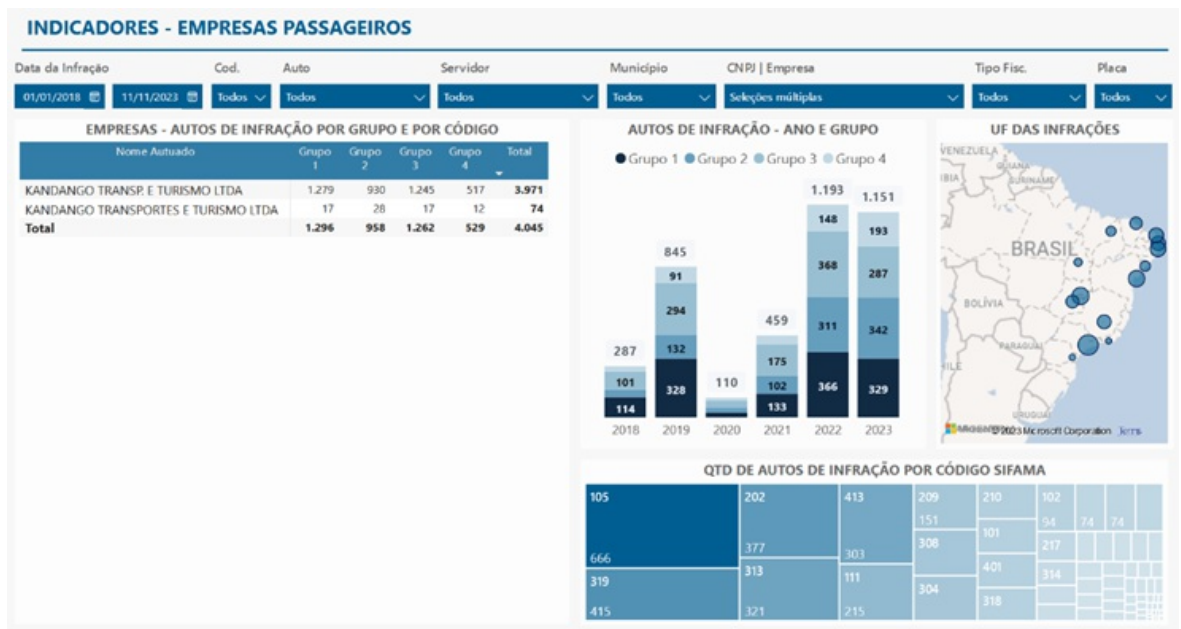 INDICADORES - EMPRESAS PASSAGEIROS
Data da Infração Cod. Auto Servidor Município CNPJ | Empresa Tipo Fisc. Placa
01/01/2018 11/11/2023 Todos Todos Todos Todos Seleções múltiplas Todos Todos
EMPRESAS - AUTOS DE INFRAÇÃO POR GRUPO E POR CÓDIGO
Nome Autuado Grupo 1 Grupo 2 Grupo 3 Grupo 4 Total
KANDANGO TRANSP. E TURISMO LTDA 1.279 930 1.245 517 3.971
KANDANGO TRANSPORTES E TURISMO LTDA 17 28 17 12 74
Total 1.296 958 1.262 529 4.045
AUTOS DE INFRAÇÃO - ANO E GRUPO
Grupo 1 Grupo 2 Grupo 3 Grupo 4
287
101
114
845
91
294
132
328
110
459
175
102
133
1.193
148
368
311
366
1.151
193
287
342
329
2018 2019 2020 2021 2022 2023
UF DAS INFRAÇÕES
VENEZUELA
GUIANA
SURINAME
BRASIL
BOLÍVIA
PARAGUAI
URUGUAI
© 2023 Microsoft Corporation Terms
QTD DE AUTOS DE INFRAÇÃO POR CÓDIGO SIFAMA
105
666
319
415
202
377
313
321
413
303
111
215
209
151
308
304
210
101
401
318
102
94
217
314
74
74